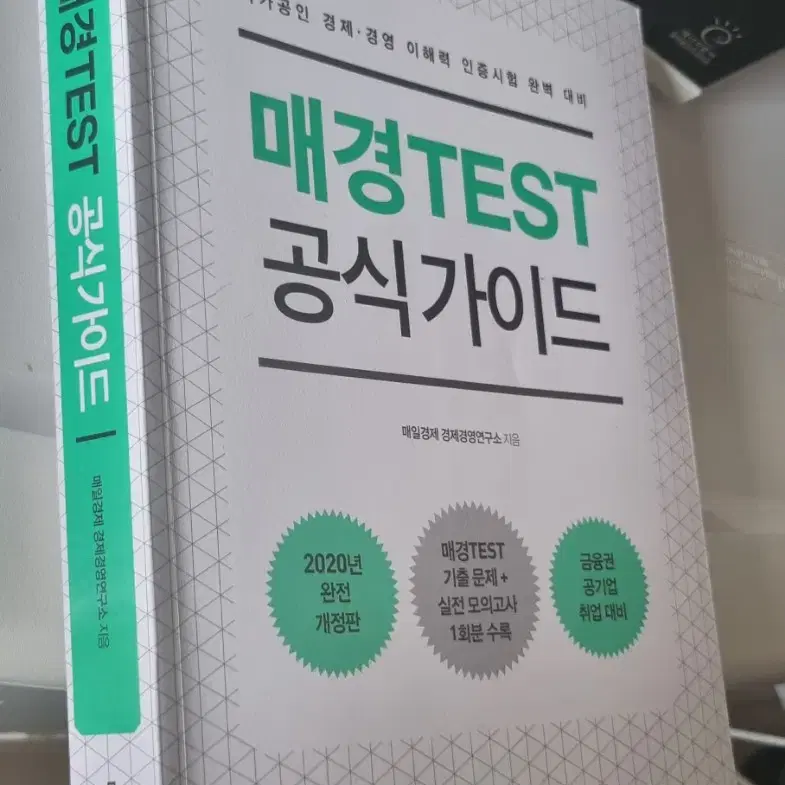 국가공인 경제·경영 이해력 인증시험 완벽 대비
매경TEST
공식 가이드
매일경제 경제경영연구소 지음
2020년
완전
개정판
매경TEST
기출 문제 +
실전 모의고사
1회분 수록
금융권
공기업
취업 대비
매경TEST 공식가이드
매일경제 경제경영연구소 지음